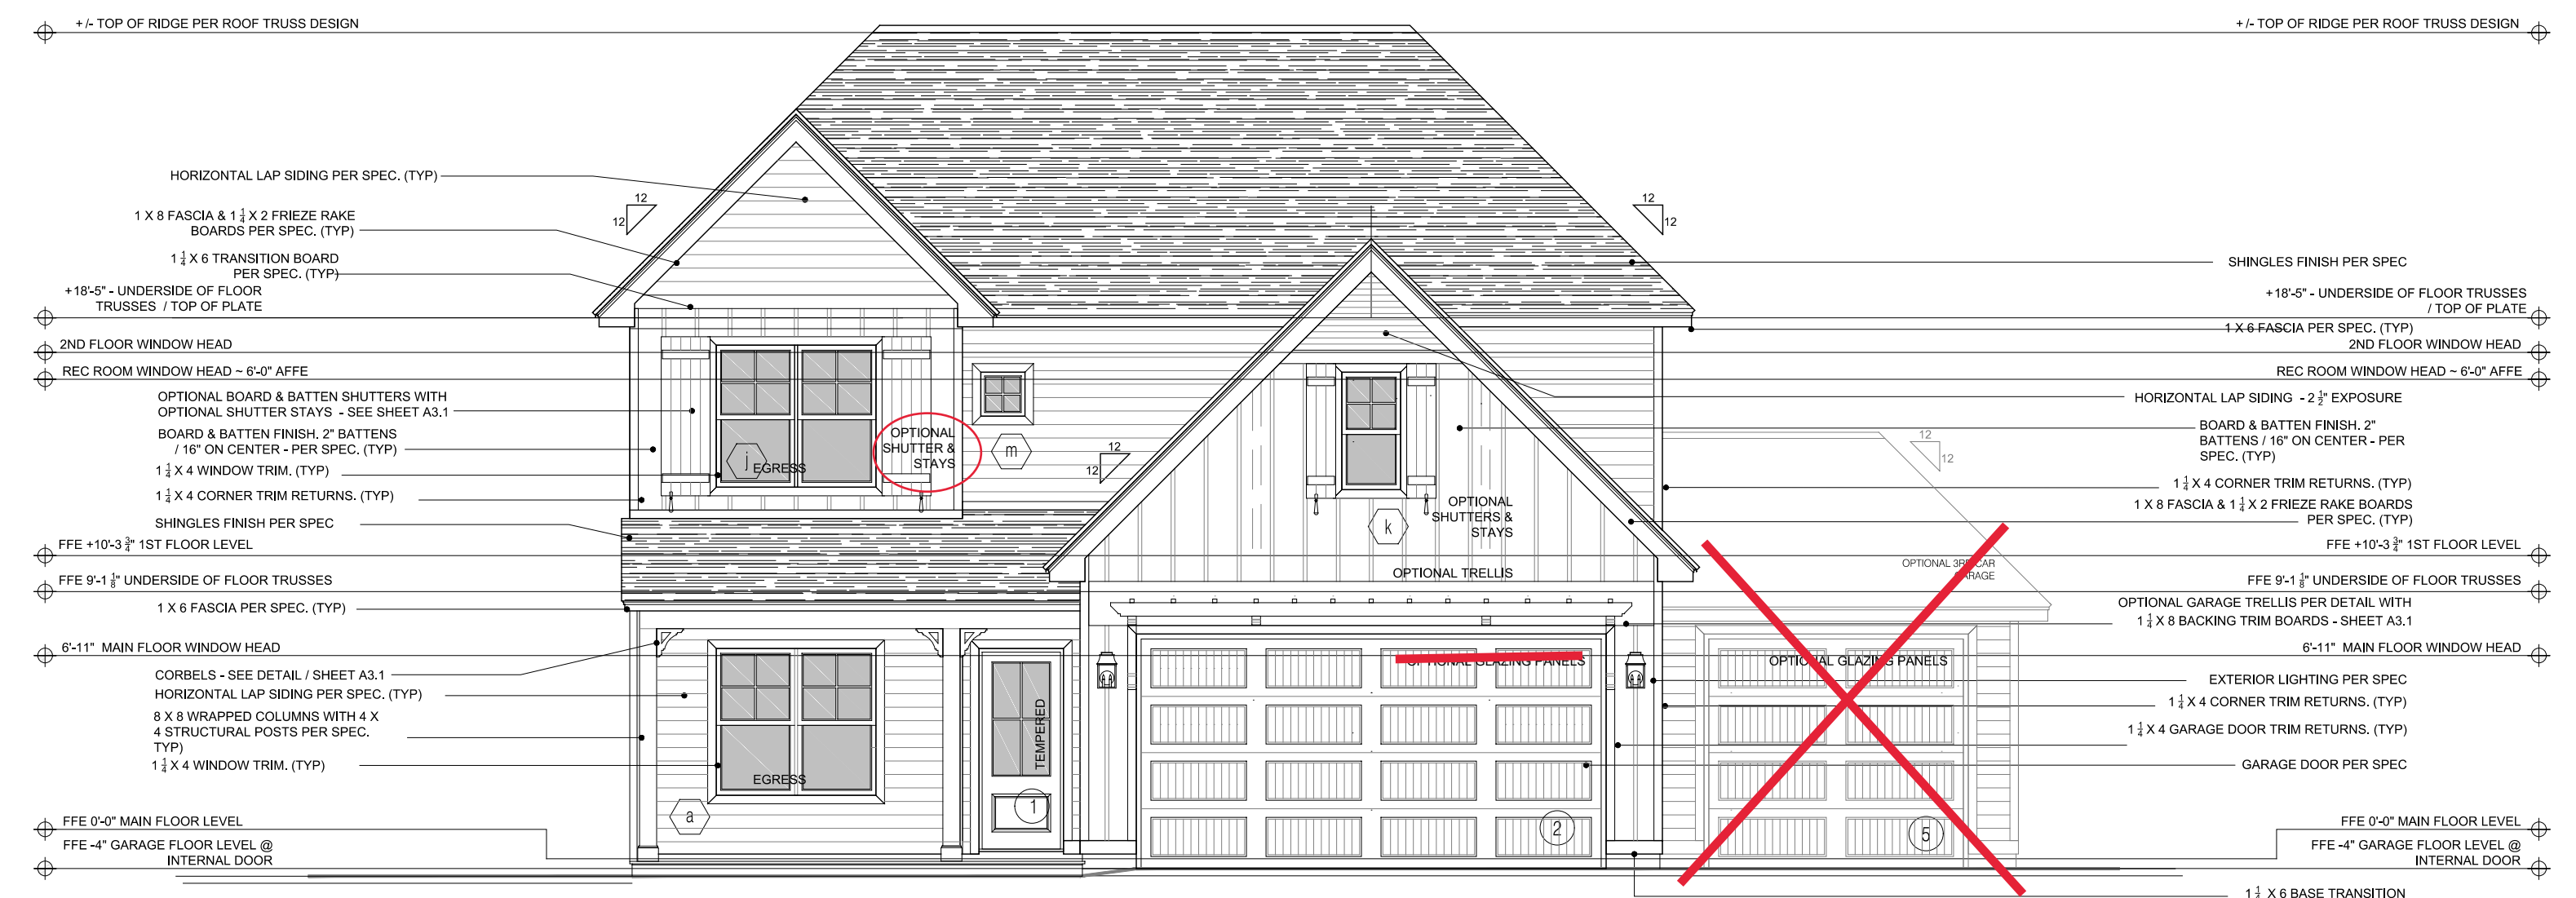 +/- TOP OF RIDGE PER ROOF TRUSS DESIGN
HORIZONTAL LAP SIDING PER SPEC. (TYP)
1 X 8 FASCIA & 1 1/4 X 2 FRIEZE RAKE
BOARDS PER SPEC. (TYP)
1 1/4 X 6 TRANSITION BOARD
PER SPEC. (TYP)
+18'-5" - UNDERSIDE OF FLOOR
TRUSSES / TOP OF PLATE
2ND FLOOR WINDOW HEAD
REC ROOM WINDOW HEAD ~ 6'-0" AFFE
OPTIONAL BOARD & BATTEN SHUTTERS WITH
OPTIONAL SHUTTER STAYS - SEE SHEET A3.1
BOARD & BATTEN FINISH. 2" BATTENS
/ 16" ON CENTER - PER SPEC. (TYP)
1 1/4 X 4 WINDOW TRIM. (TYP)
1 1/4 X 4 CORNER TRIM RETURNS. (TYP)
SHINGLES FINISH PER SPEC
FFE +10'-3 3/4" 1ST FLOOR LEVEL
FFE 9'-1 1/8" UNDERSIDE OF FLOOR TRUSSES
1 X 6 FASCIA PER SPEC. (TYP)
6'-11" MAIN FLOOR WINDOW HEAD
CORBELS - SEE DETAIL / SHEET A3.1
HORIZONTAL LAP SIDING PER SPEC. (TYP)
8 X 8 WRAPPED COLUMNS WITH 4 X
4 STRUCTURAL POSTS PER SPEC.
TYP)
1 1/4 X 4 WINDOW TRIM. (TYP)
FFE 0'-0" MAIN FLOOR LEVEL
FFE -4" GARAGE FLOOR LEVEL @
INTERNAL DOOR
12
12
j
EGRESS
OPTIONAL
SHUTTER &
STAYS
m
12
12
k
OPTIONAL
SHUTTERS &
STAYS
OPTIONAL TRELLIS
OPTIONAL GLAZING PANELS
TEMPERED
EGRESS
a
1
2
12
12
12
12
OPTIONAL 3RD CAR
GARAGE
OPTIONAL GLAZING PANELS
5
+/- TOP OF RIDGE PER ROOF TRUSS DESIGN
SHINGLES FINISH PER SPEC
+18'-5" - UNDERSIDE OF FLOOR TRUSSES
/ TOP OF PLATE
1 X 6 FASCIA PER SPEC. (TYP)
2ND FLOOR WINDOW HEAD
REC ROOM WINDOW HEAD ~ 6'-0" AFFE
HORIZONTAL LAP SIDING - 2 1/2" EXPOSURE
BOARD & BATTEN FINISH. 2"
BATTENS / 16" ON CENTER - PER
SPEC. (TYP)
1 1/4 X 4 CORNER TRIM RETURNS. (TYP)
1 X 8 FASCIA & 1 1/4 X 2 FRIEZE RAKE BOARDS
PER SPEC. (TYP)
FFE +10'-3 3/4" 1ST FLOOR LEVEL
FFE 9'-1 1/8" UNDERSIDE OF FLOOR TRUSSES
OPTIONAL GARAGE TRELLIS PER DETAIL WITH
1 1/4 X 8 BACKING TRIM BOARDS - SHEET A3.1
6'-11" MAIN FLOOR WINDOW HEAD
EXTERIOR LIGHTING PER SPEC
1 1/4 X 4 CORNER TRIM RETURNS. (TYP)
1 1/4 X 4 GARAGE DOOR TRIM RETURNS. (TYP)
GARAGE DOOR PER SPEC
FFE 0'-0" MAIN FLOOR LEVEL
FFE -4" GARAGE FLOOR LEVEL @
INTERNAL DOOR
1 1/4 X 6 BASE TRANSITION